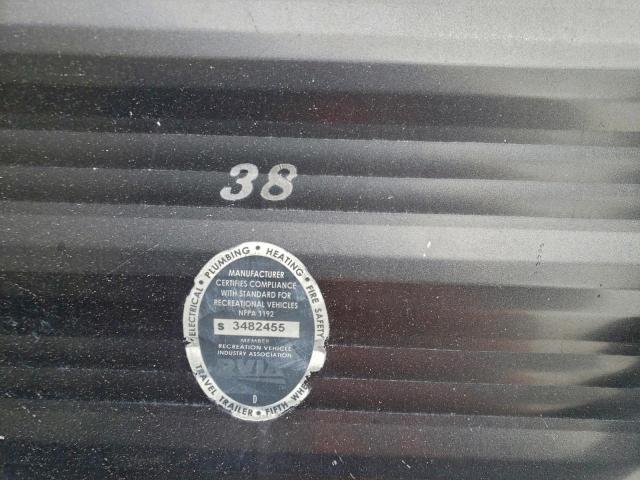 38
ELECTRICAL • PLUMBING • HEATING • FIRE SAFETY
MANUFACTURER
CERTIFIES COMPLIANCE
WITH STANDARD FOR
RECREATIONAL VEHICLES
NFPA 1192
S 3482455
MEMBER
RECREATION VEHICLE
INDUSTRY ASSOCIATION
RVIA
D
TRAVEL TRAILER • FIFTH WHEEL